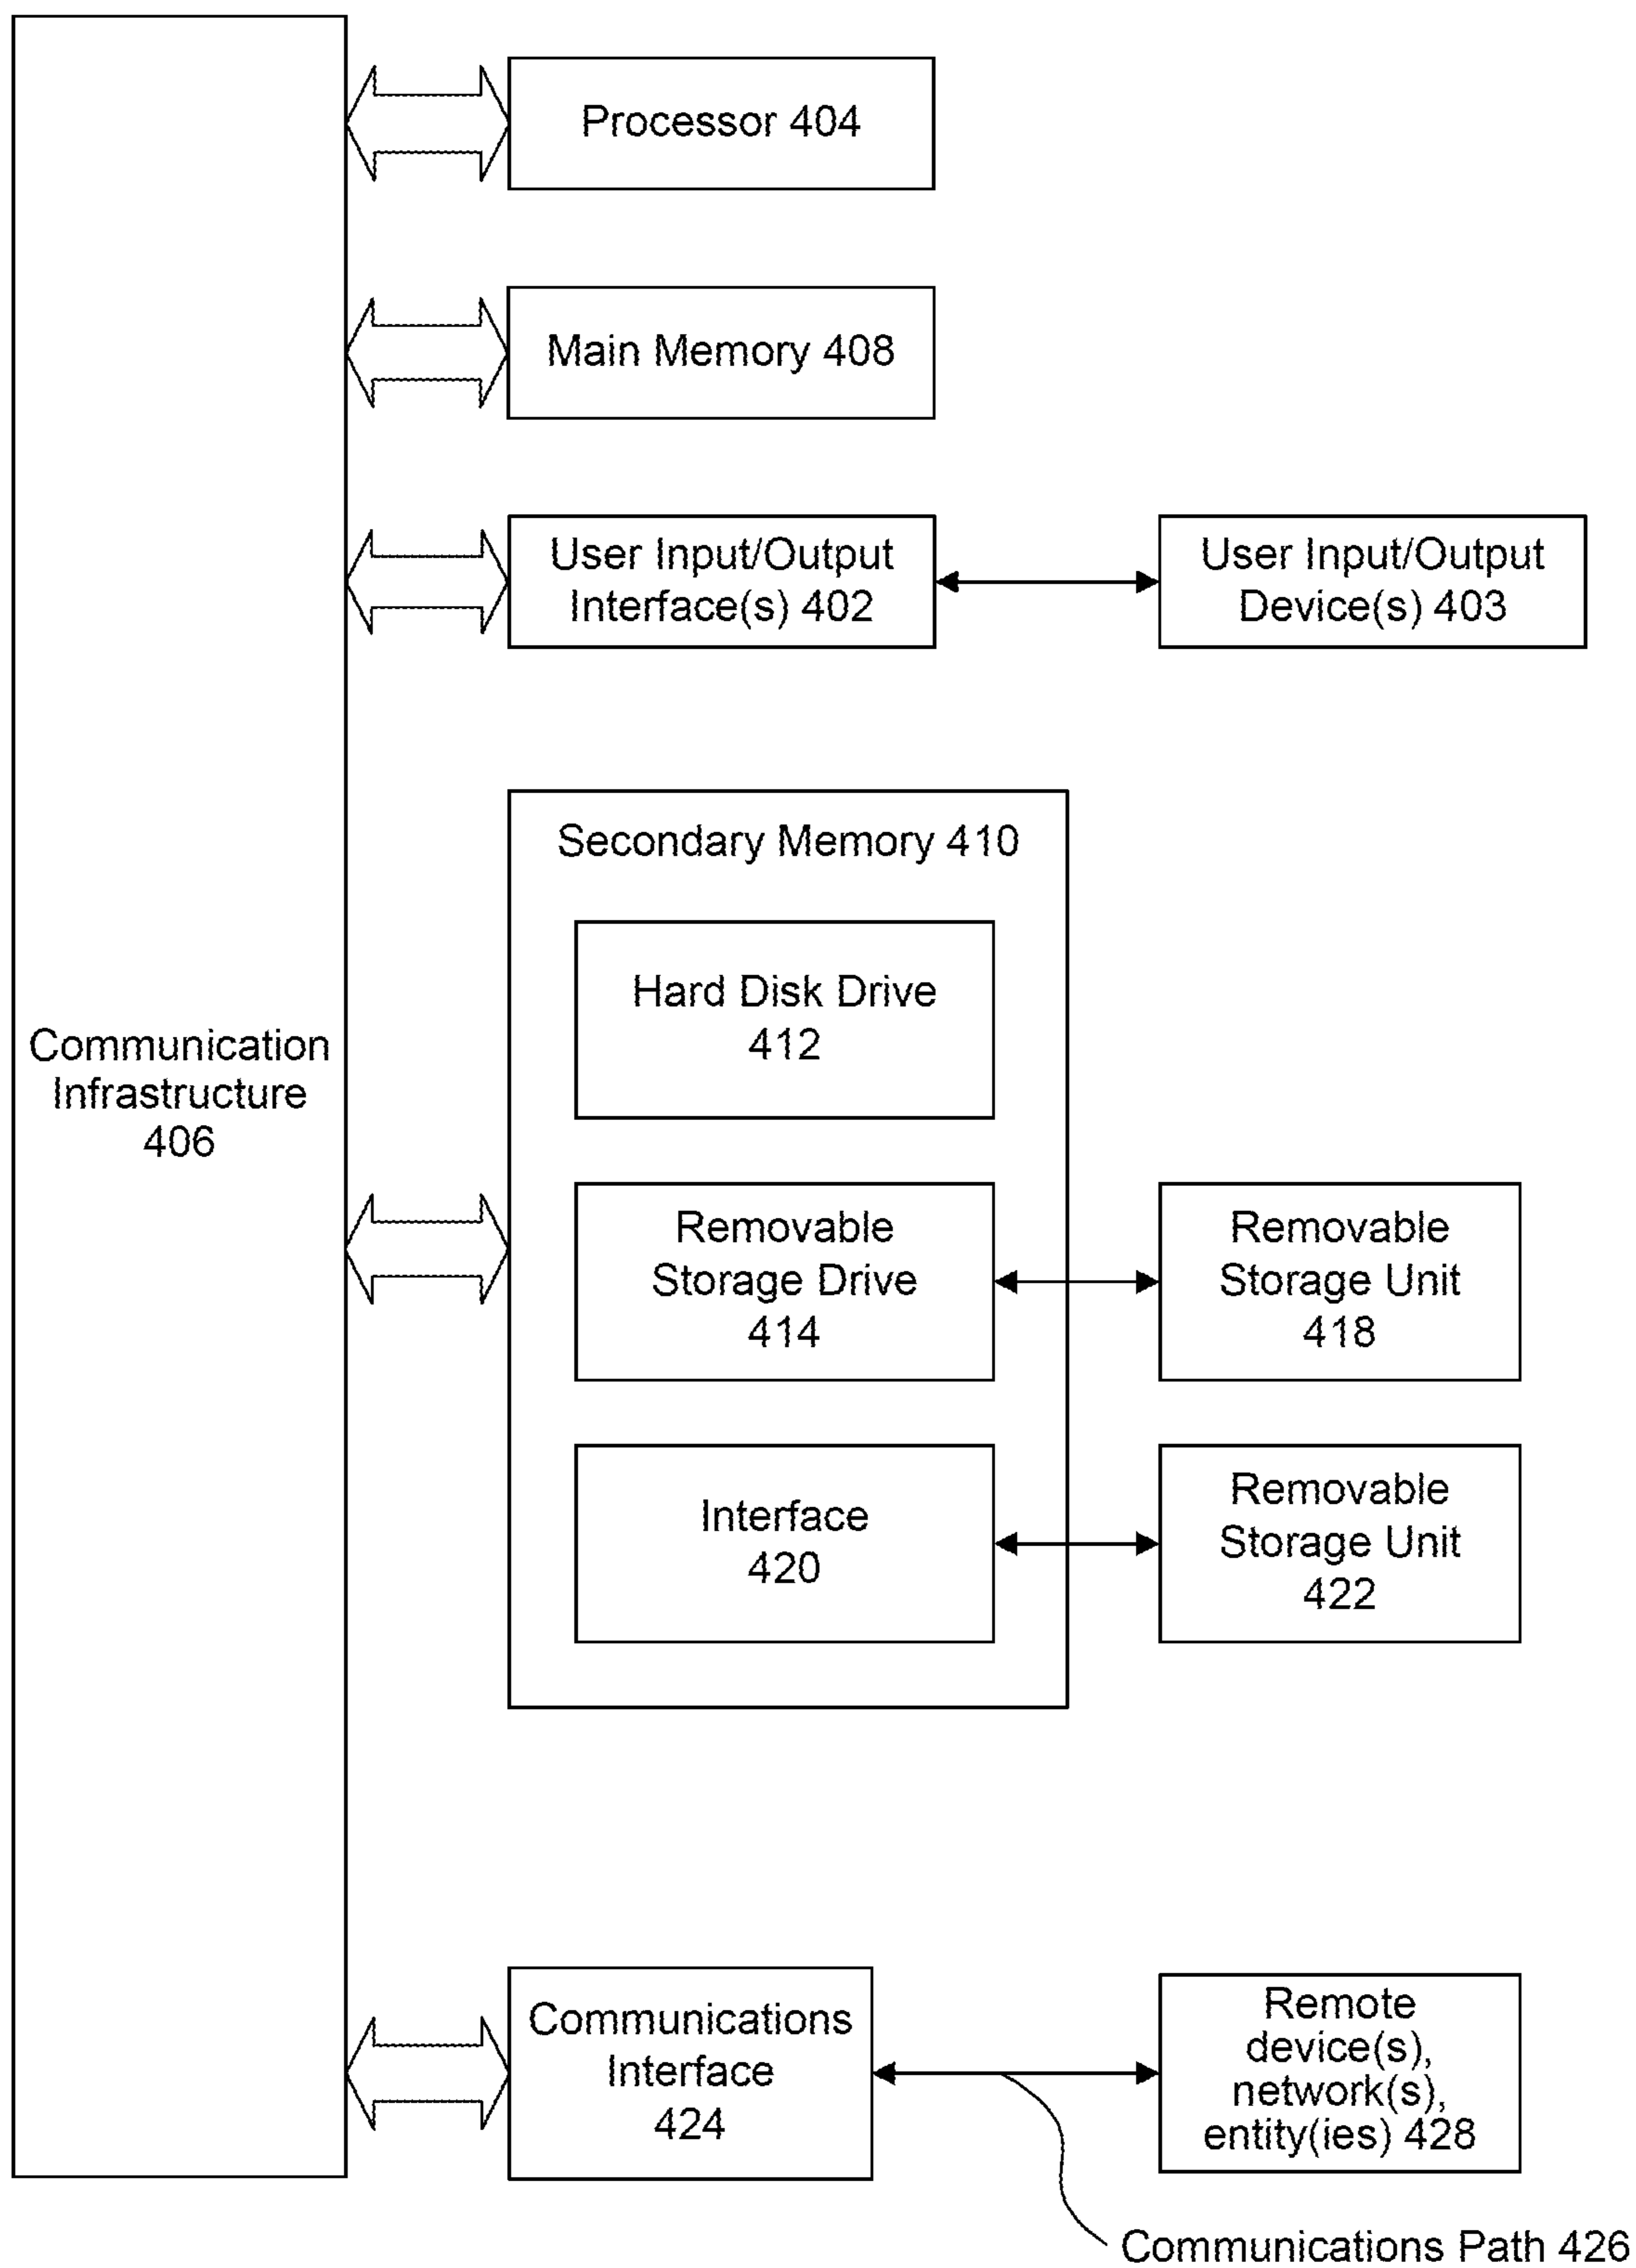 Processor 404
Main Memory 408
User Input/Output
Interface(s) 402
User Input/Output
Device(s) 403
Communication
Infrastructure
406
Secondary Memory 410
Hard Disk Drive
412
Removable
Storage Drive
414
Removable
Storage Unit
418
Interface
420
Removable
Storage Unit
422
Communications
Interface
424
Remote
device(s),
network(s),
entity(ies) 428
Communications Path 426